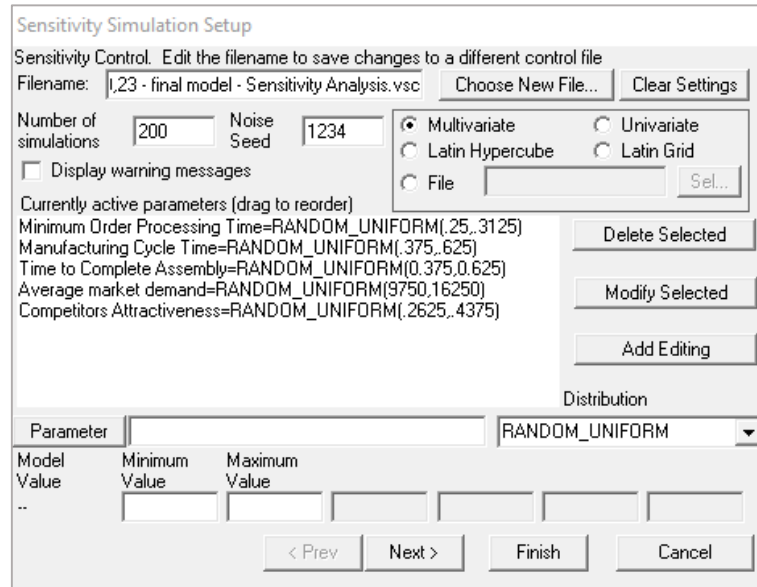 Sensitivity Simulation Setup
Sensitivity Control. Edit the filename to save changes to a different control file
Filename: I,23 - final model - Sensitivity Analysis.vsc Choose New File... Clear Settings
Number of simulations 200 Noise Seed 1234
Multivariate Univariate
Latin Hypercube Latin Grid
File Sel...
Display warning messages
Currently active parameters (drag to reorder)
Minimum Order Processing Time=RANDOM_UNIFORM(.25,.3125)
Manufacturing Cycle Time=RANDOM_UNIFORM(.375,.625)
Time to Complete Assembly=RANDOM_UNIFORM(0.375,0.625)
Average market demand=RANDOM_UNIFORM(9750,16250)
Competitors Attractiveness=RANDOM_UNIFORM(.2625,.4375)
Delete Selected
Modify Selected
Add Editing
Distribution
Parameter RANDOM_UNIFORM
Model Value Minimum Value Maximum Value
--
< Prev Next > Finish Cancel